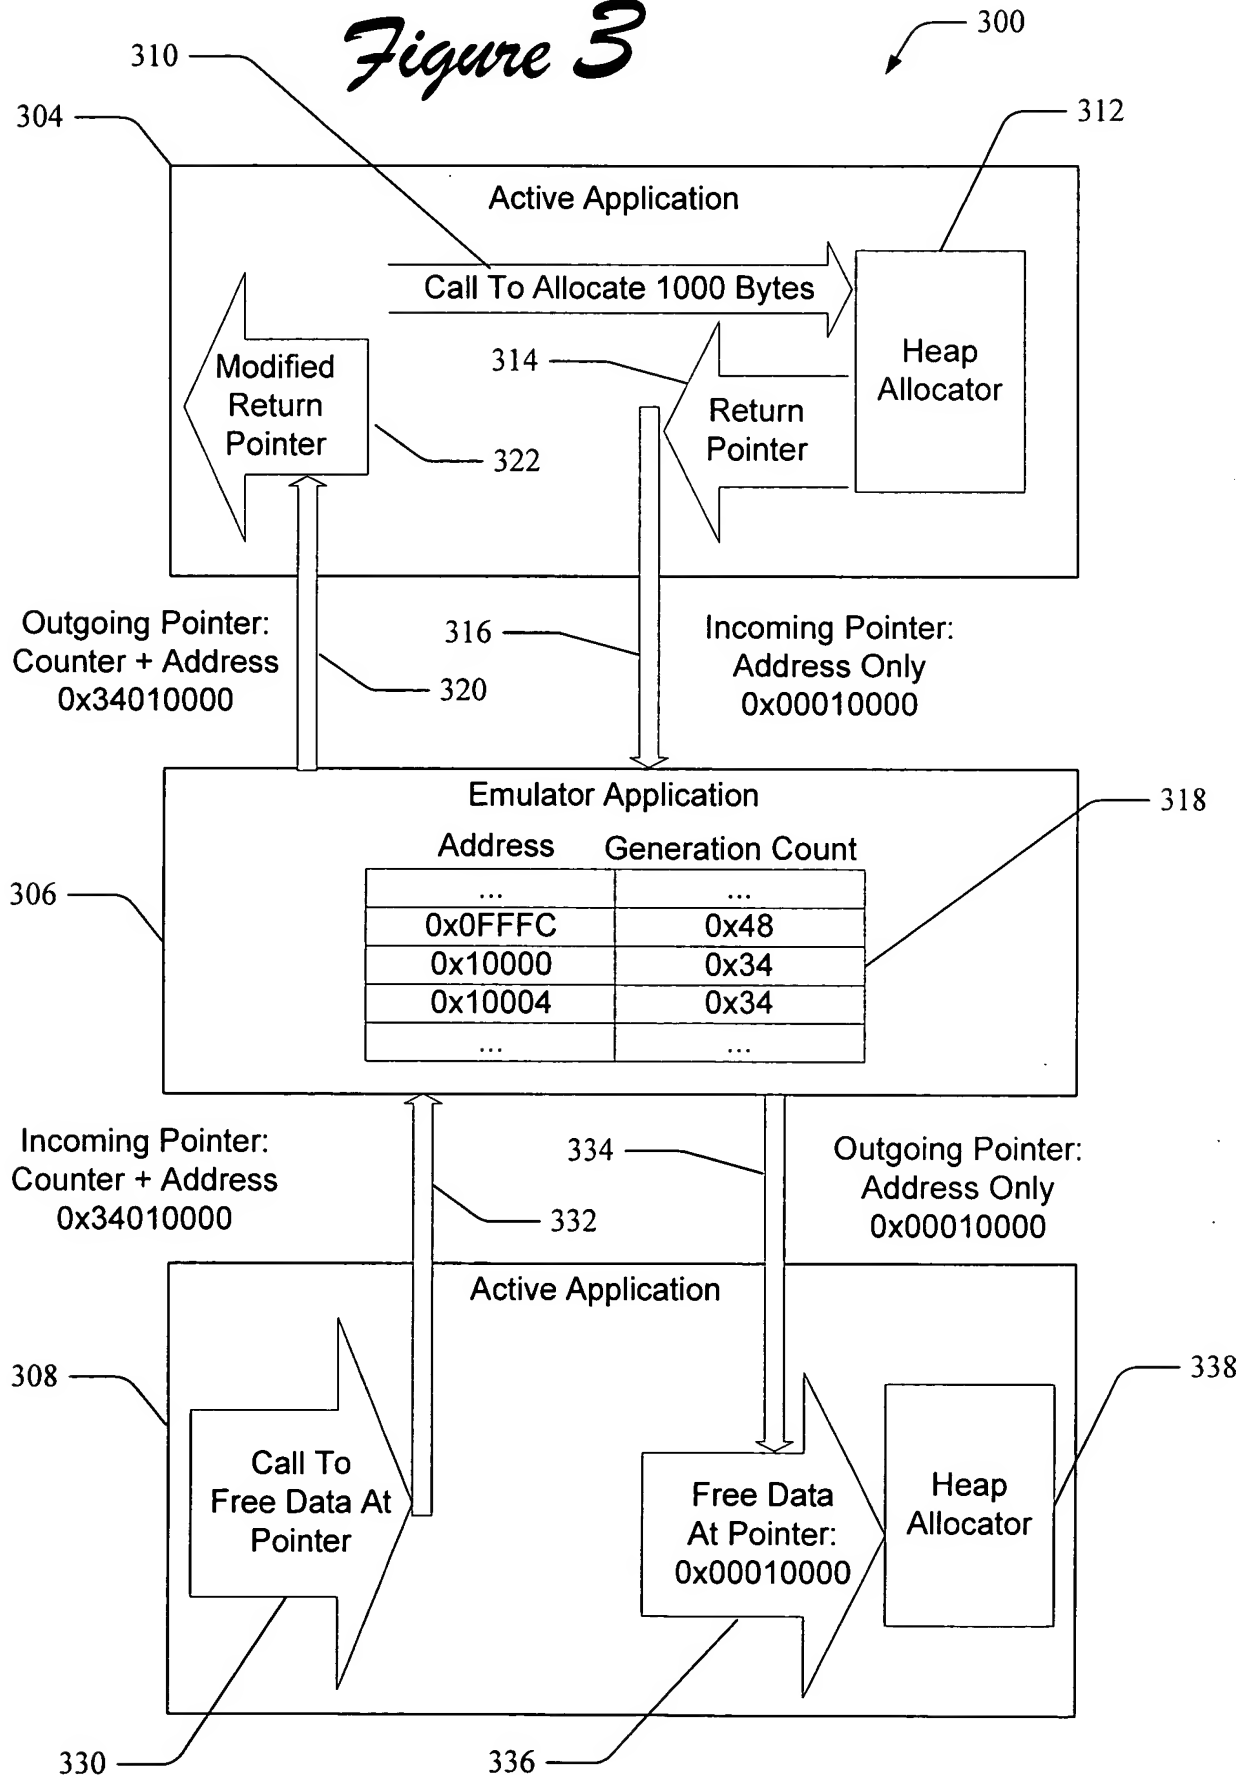 Figure 3
300
310
304
312
Active Application
Call To Allocate 1000 Bytes
Heap
Allocator
314
Modified
Return
Pointer
Return
Pointer
322
Outgoing Pointer:
Counter + Address
0x34010000
316
320
Incoming Pointer:
Address Only
0x00010000
Emulator Application
318
Address Generation Count
... ...
306
0x0FFFC 0x48
0x10000 0x34
0x10004 0x34
... ...
Incoming Pointer:
Counter + Address
0x34010000
332
334
Outgoing Pointer:
Address Only
0x00010000
Active Application
308
338
Call To
Free Data At
Pointer
Free Data
At Pointer:
0x00010000
Heap
Allocator
330
336